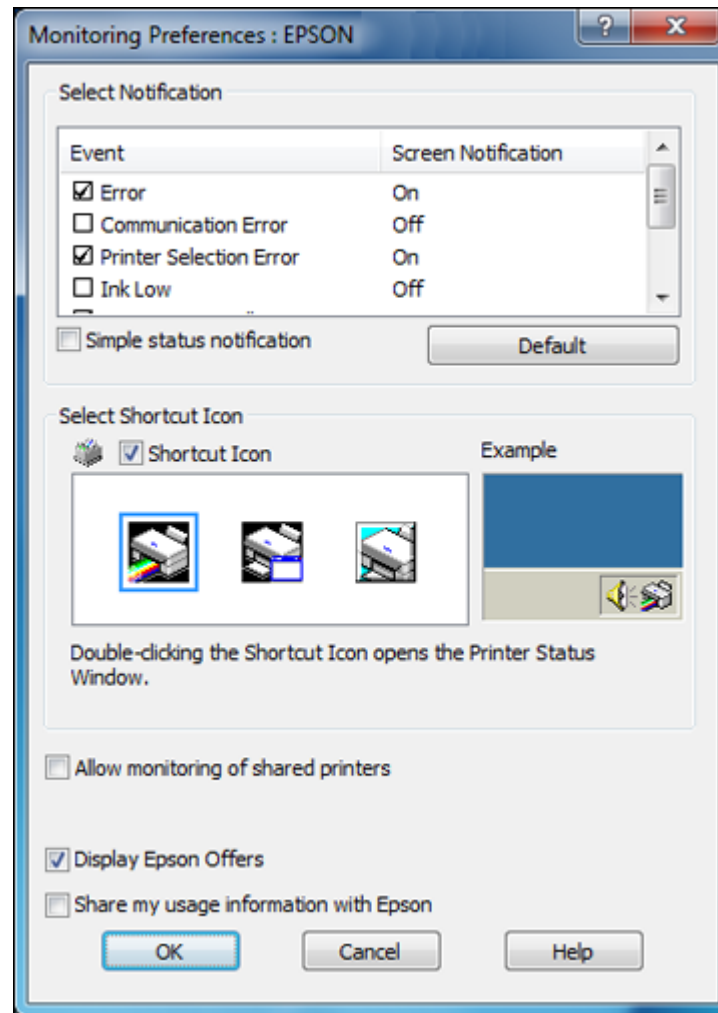 Monitoring Preferences : EPSON
Select Notification
Event Screen Notification
Error On
Communication Error Off
Printer Selection Error On
Ink Low Off
Simple status notification Default
Select Shortcut Icon
Shortcut Icon Example
Double-clicking the Shortcut Icon opens the Printer Status
Window.
Allow monitoring of shared printers
Display Epson Offers
Share my usage information with Epson
OK Cancel Help